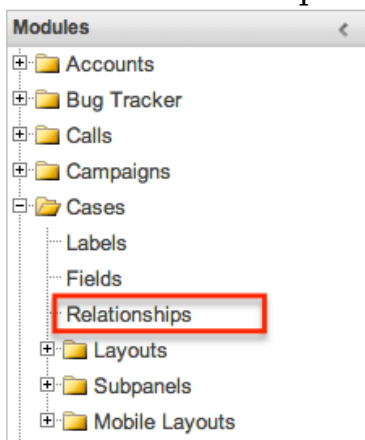 Modules
Accounts
Bug Tracker
Calls
Campaigns
Cases
Labels
Fields
Relationships
Layouts
Subpanels
Mobile Layouts